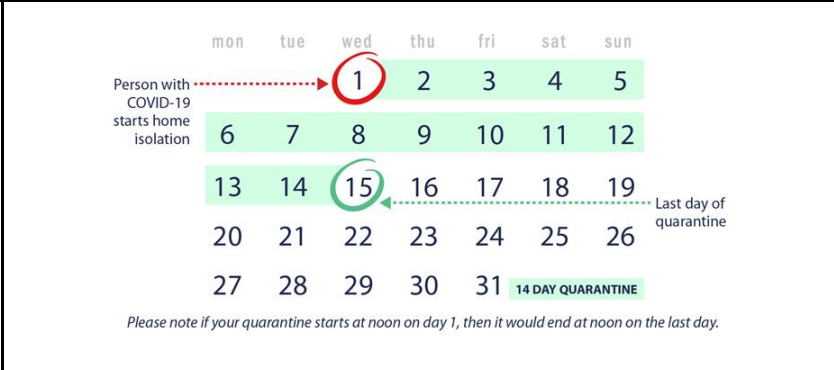 mon tue wed thu fri sat sun
Person with
COVID-19
starts home
isolation
1 2 3 4 5
6 7 8 9 10 11 12
13 14 15 16 17 18 19
Last day of
quarantine
20 21 22 23 24 25 26
27 28 29 30 31 14 DAY QUARANTINE
Please note if your quarantine starts at noon on day 1, then it would end at noon on the last day.